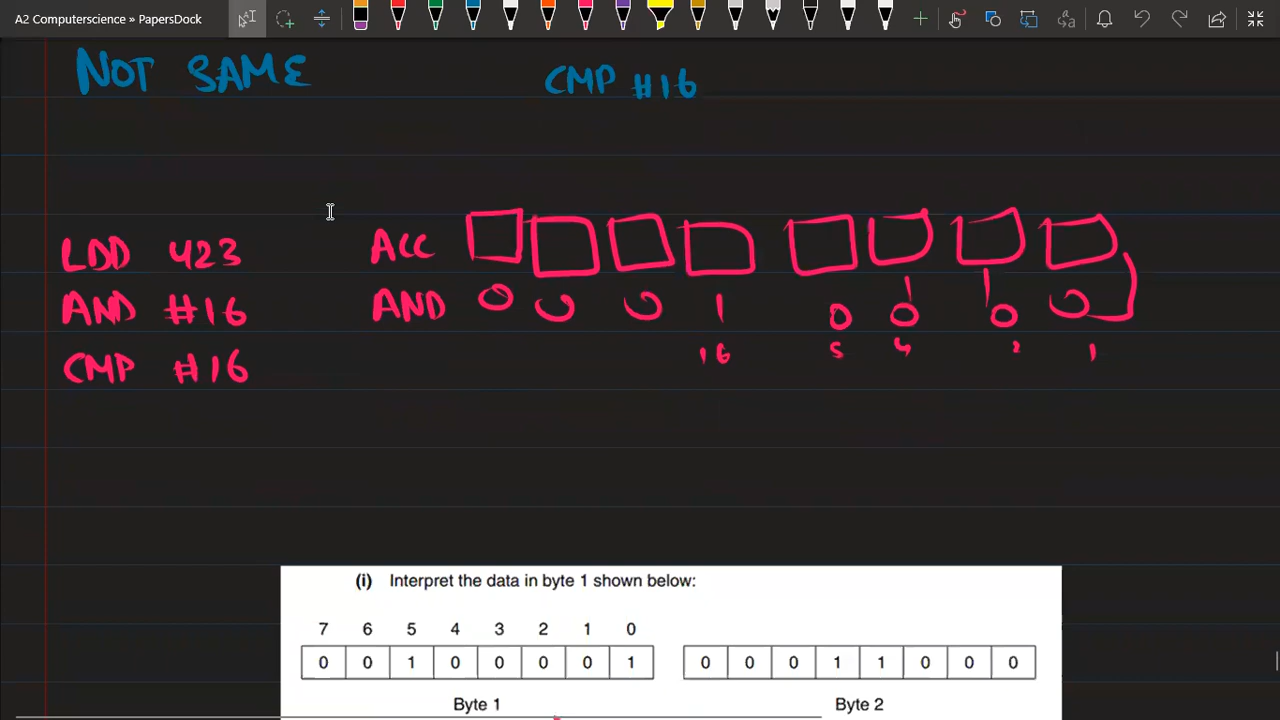 A2 Computerscience » PapersDock
NOT SAME CMP #16
LDD 423 ACC
AND #16 AND 0 0 0 1 0 0 0 0
16 4 2 1
CMP #16
(i) Interpret the data in byte 1 shown below:
7 6 5 4 3 2 1 0
0 0 1 0 0 0 0 1 0 0 0 1 1 0 0 0
Byte 1 Byte 2